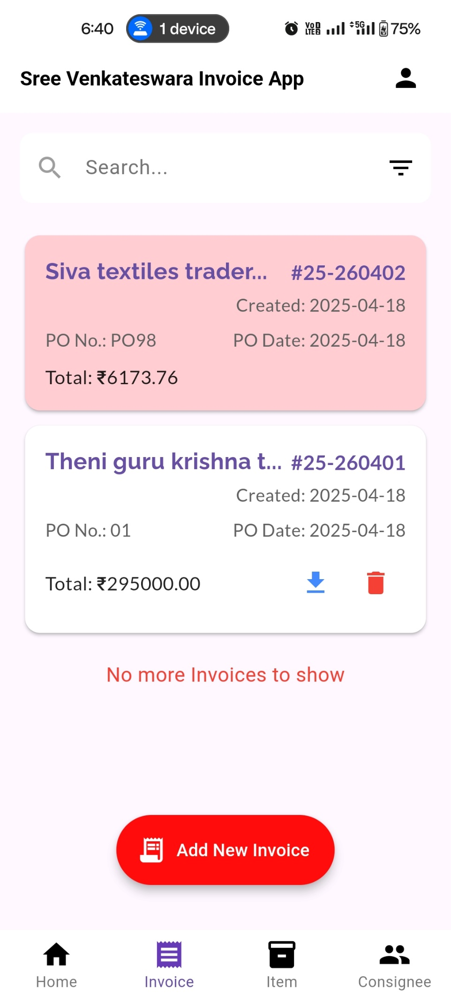 6:40 1 device VoD LTE2 5G 75%
Sree Venkateswara Invoice App
Search...
Siva textiles trader... #25-260402
Created: 2025-04-18
PO No.: PO98 PO Date: 2025-04-18
Total: ₹6173.76
Theni guru krishna t... #25-260401
Created: 2025-04-18
PO No.: 01 PO Date: 2025-04-18
Total: ₹295000.00
No more Invoices to show
Add New Invoice
Home Invoice Item Consignee